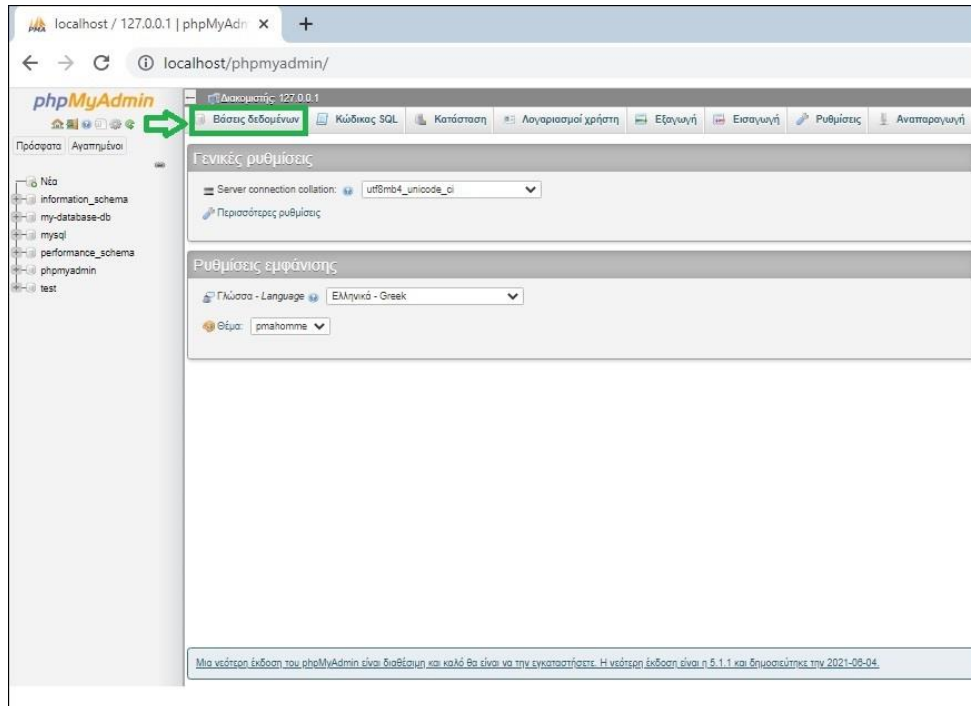 localhost / 127.0.0.1 | phpMyAdn
localhost/phpmyadmin/
phpMyAdmin
Πρόσφατα Αγαπημένοι
Νέα
information_schema
my-database-db
mysql
performance_schema
phpmyadmin
test
Διακομιστής: 127.0.0.1
Βάσεις δεδομένων Κώδικας SQL Κατάσταση Λογαριασμοί χρήστη Εξαγωγή Εισαγωγή Ρυθμίσεις Αναπαραγωγή
Γενικές ρυθμίσεις
Server connection collation: utf8mb4_unicode_ci
Περισσότερες ρυθμίσεις
Ρυθμίσεις εμφάνισης
Γλώσσα - Language Ελληνικά - Greek
Θέμα: pmahomme
Μια νεότερη έκδοση του phpMyAdmin είναι διαθέσιμη και καλό θα είναι να την εγκαταστήσετε. Η νεότερη έκδοση είναι η 5.1.1 και δημοσιεύτηκε την 2021-06-04.